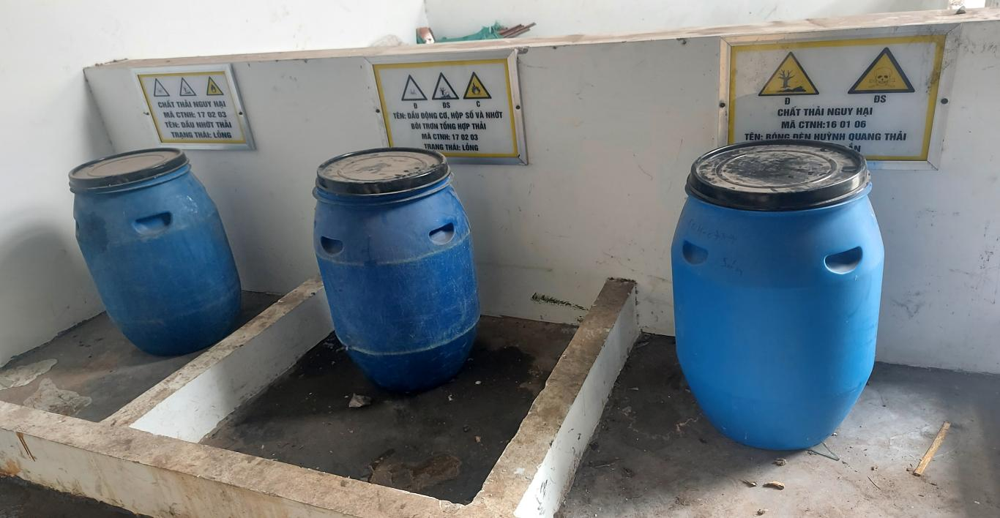 CHẤT THẢI NGUY HẠI
MÃ CTNH: 17 02 03
TÊN: DẦU NHỚT THẢI
TRẠNG THÁI: LỎNG
Đ ĐS C
TÊN: DẦU ĐỘNG CƠ, HỘP SỐ VÀ NHỚT
BÔI TRƠN TỔNG HỢP THẢI
MÃ CTNH: 17 02 03
TRẠNG THÁI: LỎNG
Đ ĐS
CHẤT THẢI NGUY HẠI
MÃ CTNH:16 01 06
TÊN: BÓNG ĐÈN HUỲNH QUANG THẢI